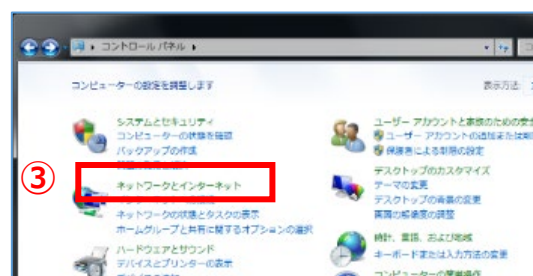 コントロール パネル
コンピューターの設定を調整します
表示方法:
システムとセキュリティ
コンピューターの状態を確認
バックアップの作成
③
ネットワークとインターネット
ネットワークの状態とタスクの表示
ホームグループと共有に関するオプションの選択
ハードウェアとサウンド
デバイスとプリンターの表示
ユーザー アカウントと家族のための安全
ユーザー アカウントの追加または削
保護者による制限の設定
デスクトップのカスタマイズ
テーマの変更
デスクトップの背景の変更
画面の解像度の調整
時計、言語、および地域
キーボードまたは入力方法の変更
コンピューターの簡単操作